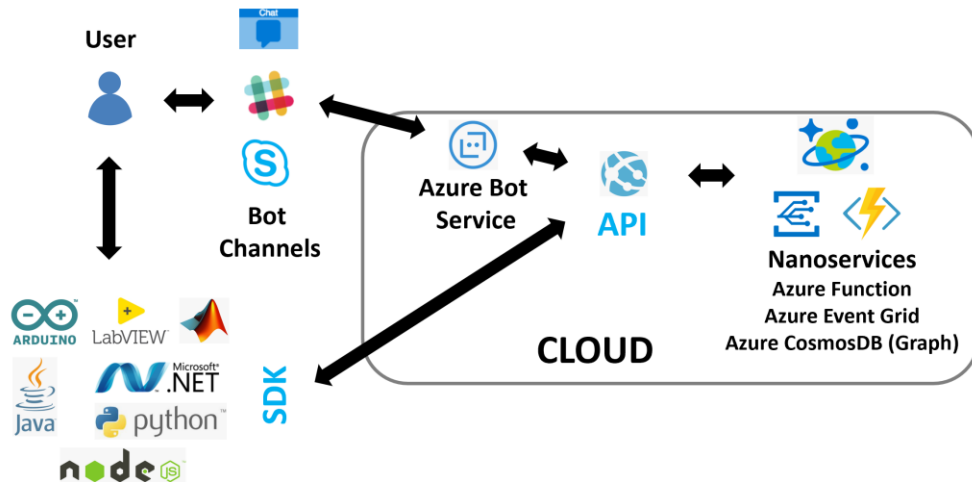 User
Chat
S
Bot
Channels
Azure Bot
Service
API
Nanoservices
Azure Function
Azure Event Grid
Azure CosmosDB (Graph)
CLOUD
ARDUINO
LabVIEW
Java
Microsoft®
.NET
python™
node
JS
SDK